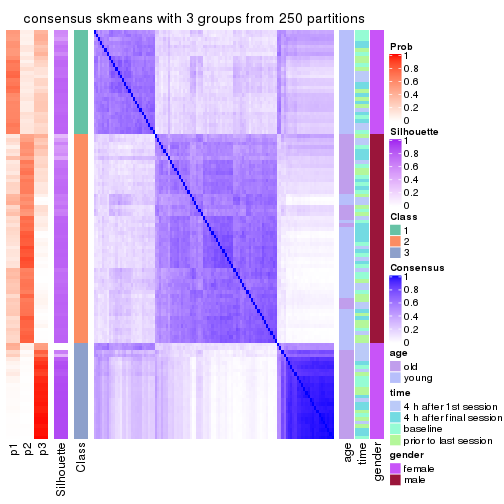 consensus skmeans with 3 groups from 250 partitions
Prob
1
0.8
0.6
0.4
0.2
0
Silhouette
1
0.8
0.6
0.4
0.2
0
Class
1
2
3
Consensus
1
0.8
0.6
0.4
0.2
0
age
old
young
time
4 h after 1st session
4 h after final session
baseline
prior to last session
gender
female
male
p1
p2
p3
Silhouette
Class
age
time
gender